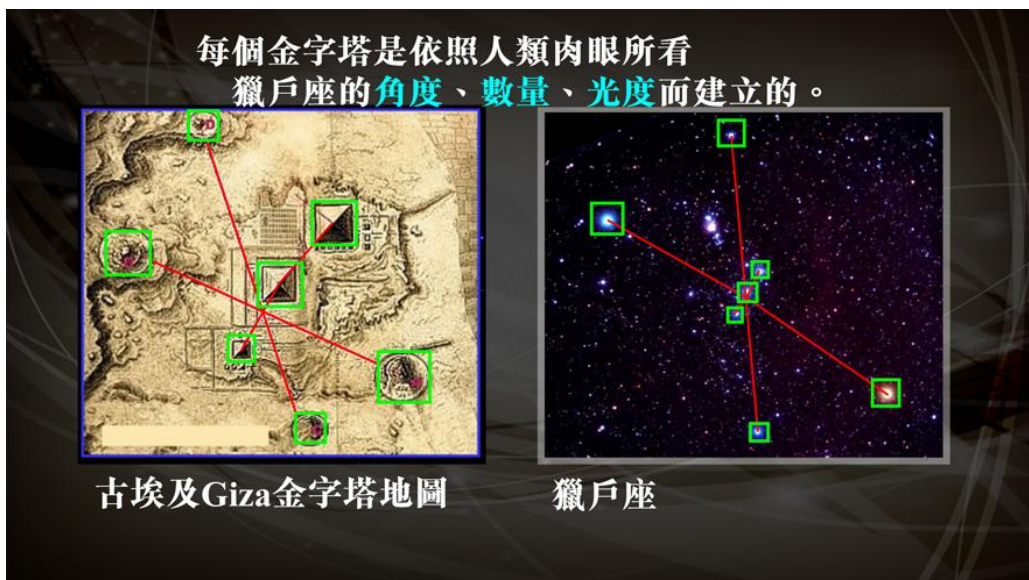 每個金字塔是依照人類肉眼所看
獵戶座的角度、數量、光度而建立的。
古埃及Giza金字塔地圖
獵戶座